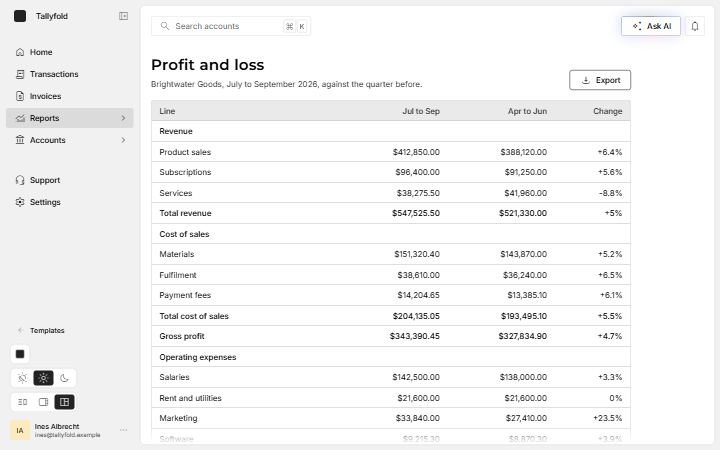 Tallyfold
Home
Transactions
Invoices
Reports
Accounts
Support
Settings
Templates
IA
Ines Albrecht
ines@tallyfold.example
Search accounts ⌘ K
Ask AI
Profit and loss
Brightwater Goods, July to September 2026, against the quarter before.
Export
Line Jul to Sep Apr to Jun Change
Revenue
Product sales $412,850.00 $388,120.00 +6.4%
Subscriptions $96,400.00 $91,250.00 +5.6%
Services $38,275.50 $41,960.00 -8.8%
Total revenue $547,525.50 $521,330.00 +5%
Cost of sales
Materials $151,320.40 $143,870.00 +5.2%
Fulfilment $38,610.00 $36,240.00 +6.5%
Payment fees $14,204.65 $13,385.10 +6.1%
Total cost of sales $204,135.05 $193,495.10 +5.5%
Gross profit $343,390.45 $327,834.90 +4.7%
Operating expenses
Salaries $142,500.00 $138,000.00 +3.3%
Rent and utilities $21,600.00 $21,600.00 0%
Marketing $33,840.00 $27,410.00 +23.5%
Software $9,215.30 $8,870.30 +3.9%